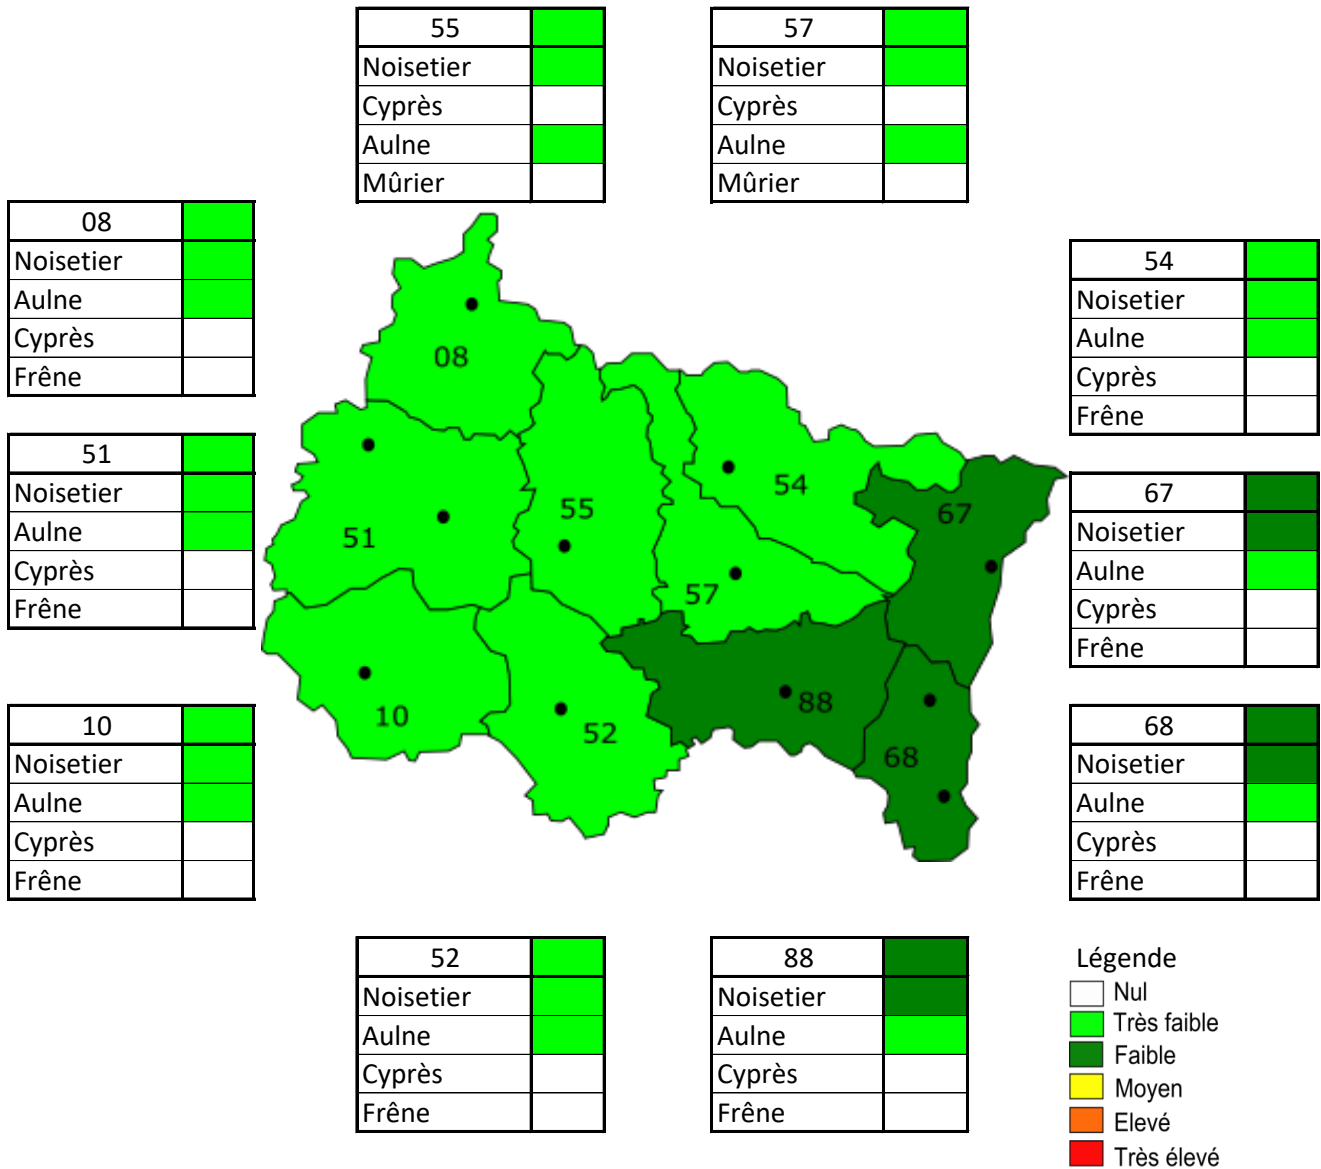 55
Noisetier
Cyprès
Aulne
Mûrier
57
Noisetier
Cyprès
Aulne
Mûrier
08
Noisetier
Aulne
Cyprès
Frêne
54
Noisetier
Aulne
Cyprès
Frêne
51
Noisetier
Aulne
Cyprès
Frêne
67
Noisetier
Aulne
Cyprès
Frêne
08
54
55
67
51
57
10
52
88
68
10
Noisetier
Aulne
Cyprès
Frêne
68
Noisetier
Aulne
Cyprès
Frêne
52
Noisetier
Aulne
Cyprès
Frêne
88
Noisetier
Aulne
Cyprès
Frêne
Légende
Nul
Très faible
Faible
Moyen
Elevé
Très élevé